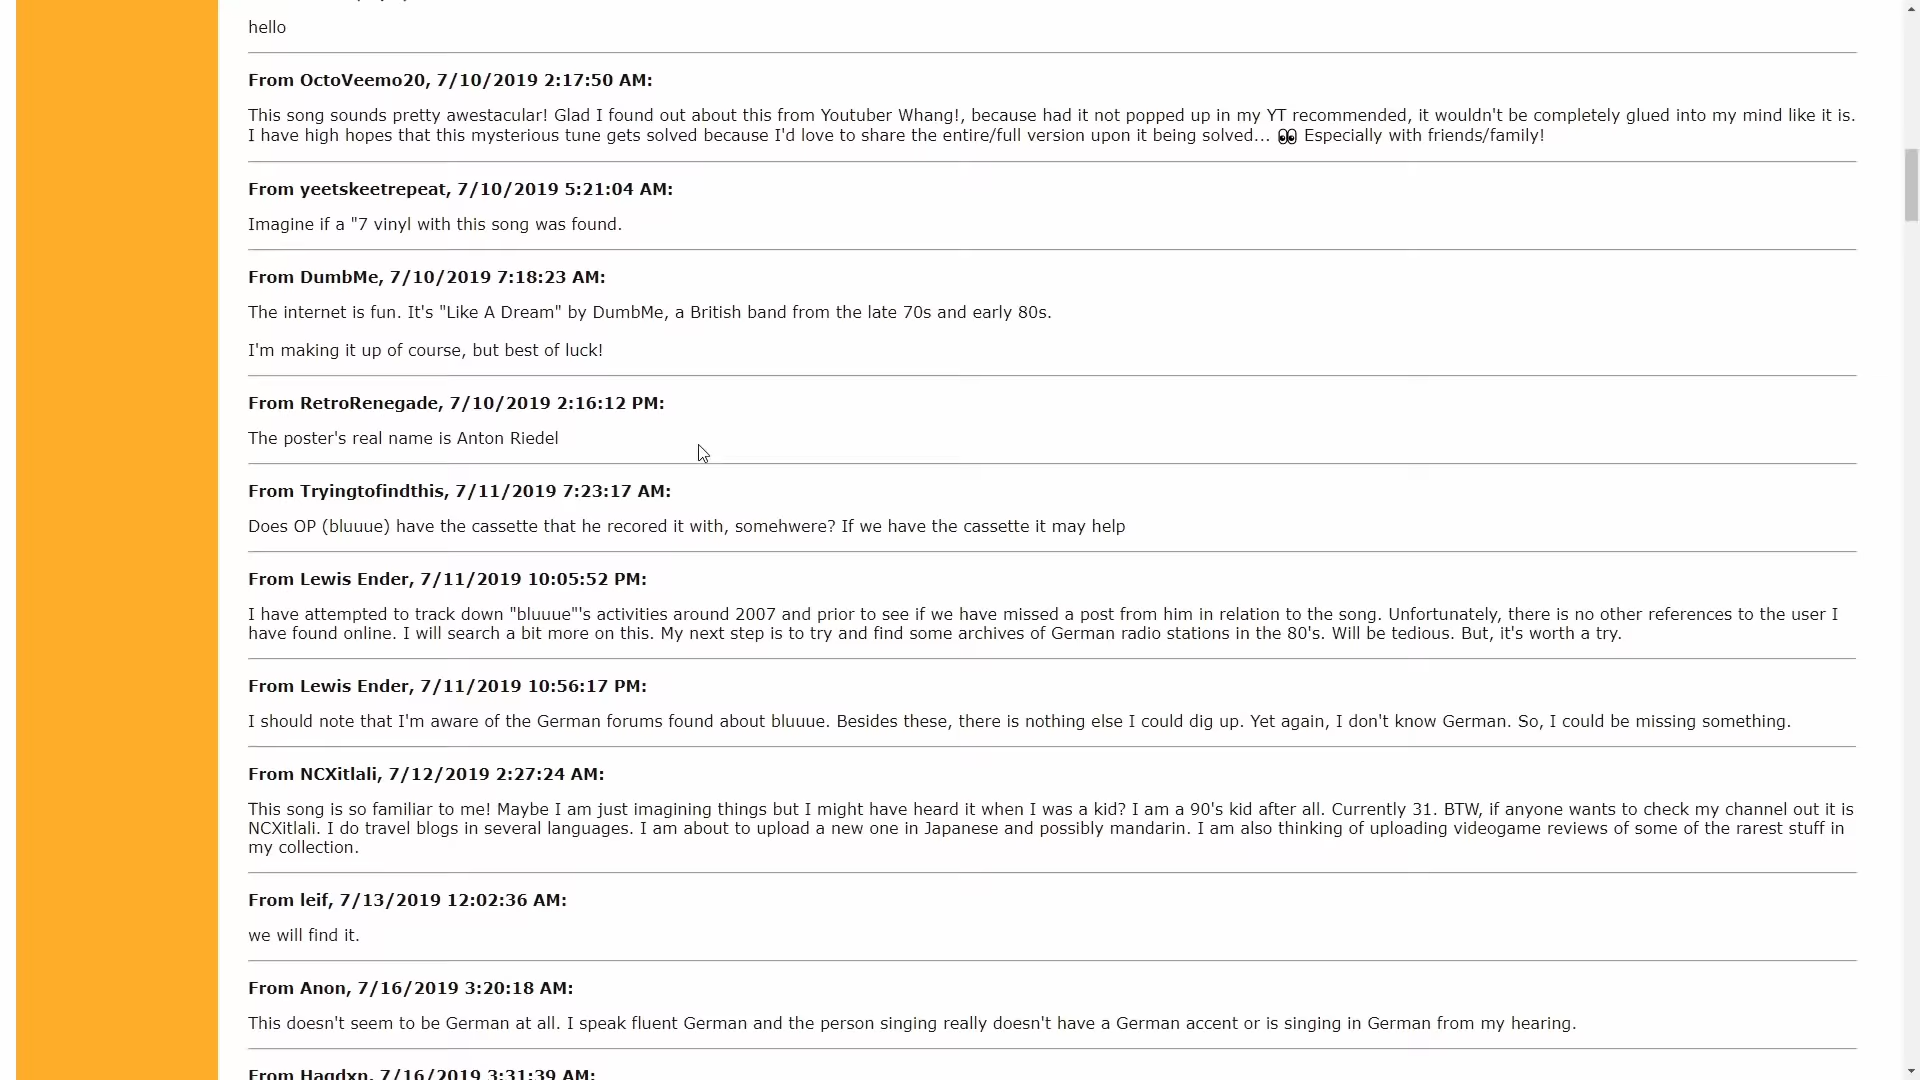 hello
From OctoVeemo20, 7/10/2019 2:17:50 AM:
This song sounds pretty awestacular! Glad I found out about this from Youtuber Whang!, because had it not popped up in my YT recommended, it wouldn't be completely glued into my mind like it is.
I have high hopes that this mysterious tune gets solved because I'd love to share the entire/full version upon it being solved... 👀 Especially with friends/family!
From yeetskeetrepeat, 7/10/2019 5:21:04 AM:
Imagine if a "7 vinyl with this song was found.
From DumbMe, 7/10/2019 7:18:23 AM:
The internet is fun. It's "Like A Dream" by DumbMe, a British band from the late 70s and early 80s.
I'm making it up of course, but best of luck!
From RetroRenegade, 7/10/2019 2:16:12 PM:
The poster's real name is Anton Riedel
From Tryingtofindthis, 7/11/2019 7:23:17 AM:
Does OP (bluuue) have the cassette that he recored it with, somehwere? If we have the cassette it may help
From Lewis Ender, 7/11/2019 10:05:52 PM:
I have attempted to track down "bluuue"'s activities around 2007 and prior to see if we have missed a post from him in relation to the song. Unfortunately, there is no other references to the user I
have found online. I will search a bit more on this. My next step is to try and find some archives of German radio stations in the 80's. Will be tedious. But, it's worth a try.
From Lewis Ender, 7/11/2019 10:56:17 PM:
I should note that I'm aware of the German forums found about bluuue. Besides these, there is nothing else I could dig up. Yet again, I don't know German. So, I could be missing something.
From NCXitlali, 7/12/2019 2:27:24 AM:
This song is so familiar to me! Maybe I am just imagining things but I might have heard it when I was a kid? I am a 90's kid after all. Currently 31. BTW, if anyone wants to check my channel out it is
NCXitlali. I do travel blogs in several languages. I am about to upload a new one in Japanese and possibly mandarin. I am also thinking of uploading videogame reviews of some of the rarest stuff in
my collection.
From leif, 7/13/2019 12:02:36 AM:
we will find it.
From Anon, 7/16/2019 3:20:18 AM:
This doesn't seem to be German at all. I speak fluent German and the person singing really doesn't have a German accent or is singing in German from my hearing.
From Hagdxn, 7/16/2019 3:31:39 AM: